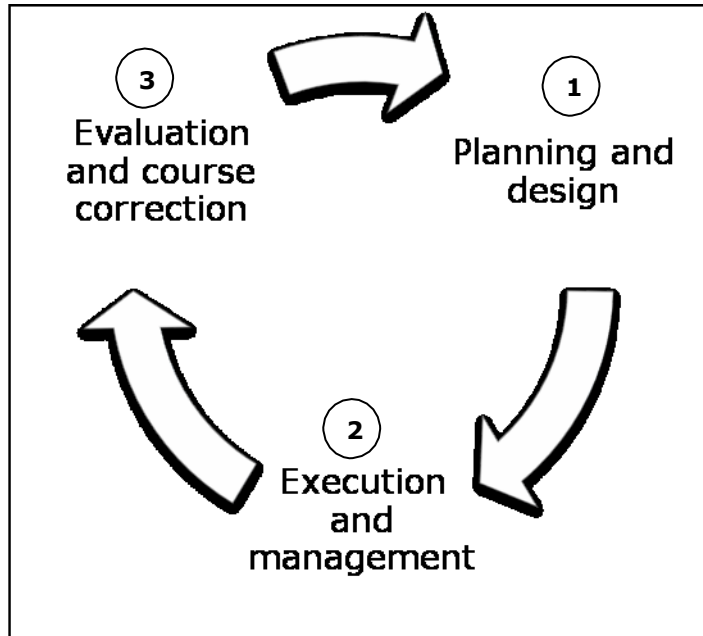 1
Planning and
design
2
Execution
and
management
3
Evaluation
and course
correction